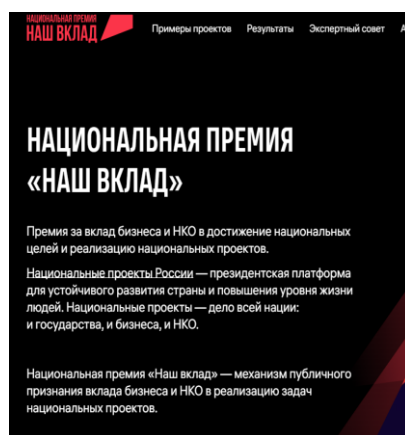 НАЦИОНАЛЬНАЯ ПРЕМИЯ
НАШ ВКЛАД
Примеры проектов Результаты Экспертный совет
НАЦИОНАЛЬНАЯ ПРЕМИЯ
«НАШ ВКЛАД»
Премия за вклад бизнеса и НКО в достижение национальных
целей и реализацию национальных проектов.
Национальные проекты России — президентская платформа
для устойчивого развития страны и повышения уровня жизни
людей. Национальные проекты — дело всей нации:
и государства, и бизнеса, и НКО.
Национальная премия «Наш вклад» — механизм публичного
признания вклада бизнеса и НКО в реализацию задач
национальных проектов.